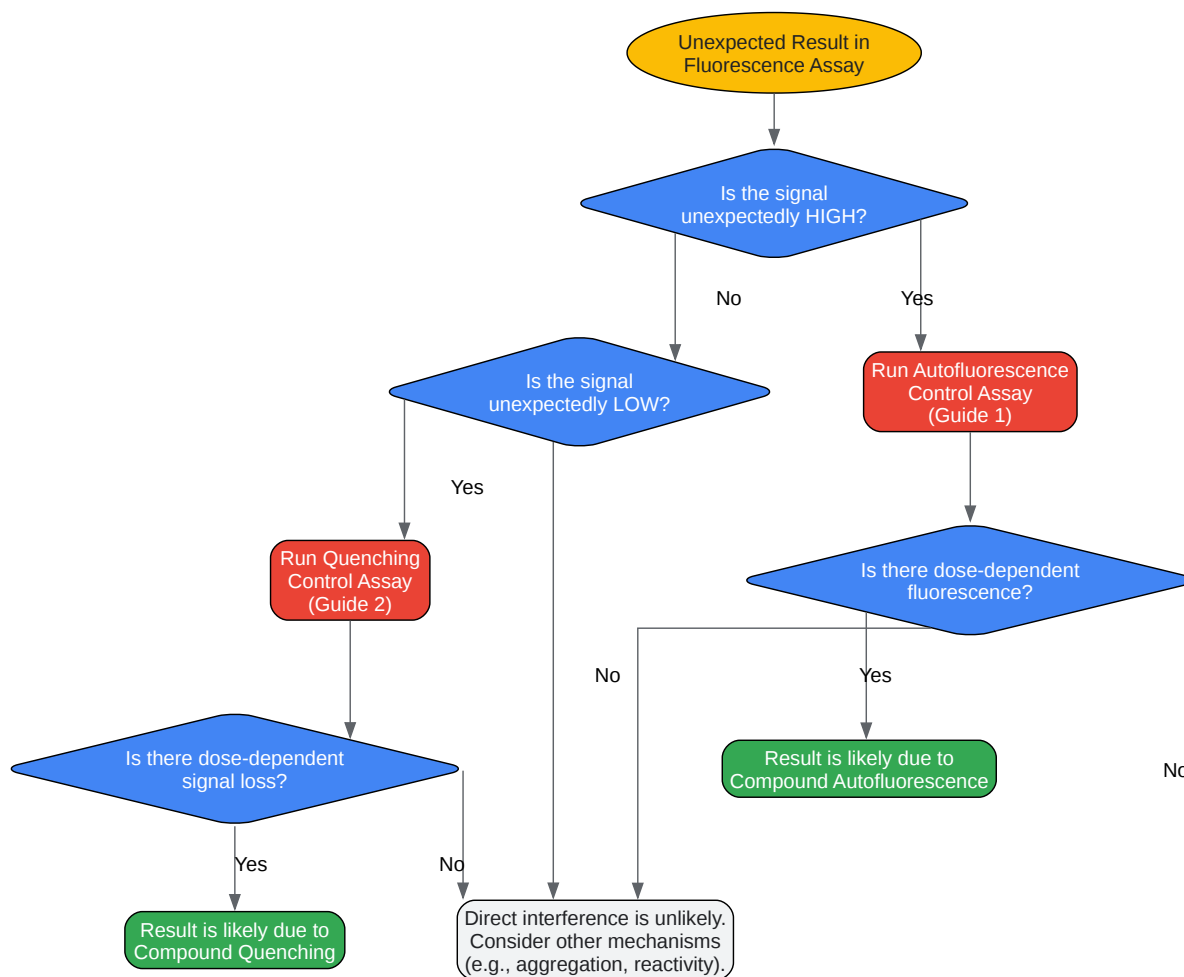 Unexpected Result in
Fluorescence Assay
Is the signal
unexpectedly HIGH?
No
Yes
Is the signal
unexpectedly LOW?
Run Autofluorescence
Control Assay
(Guide 1)
Yes
Run Quenching
Control Assay
(Guide 2)
Is there dose-dependent
fluorescence?
No
Yes
Is there dose-dependent
signal loss?
Result is likely due to
Compound Autofluorescence
No
Yes
No
Result is likely due to
Compound Quenching
Direct interference is unlikely.
Consider other mechanisms
(e.g., aggregation, reactivity).